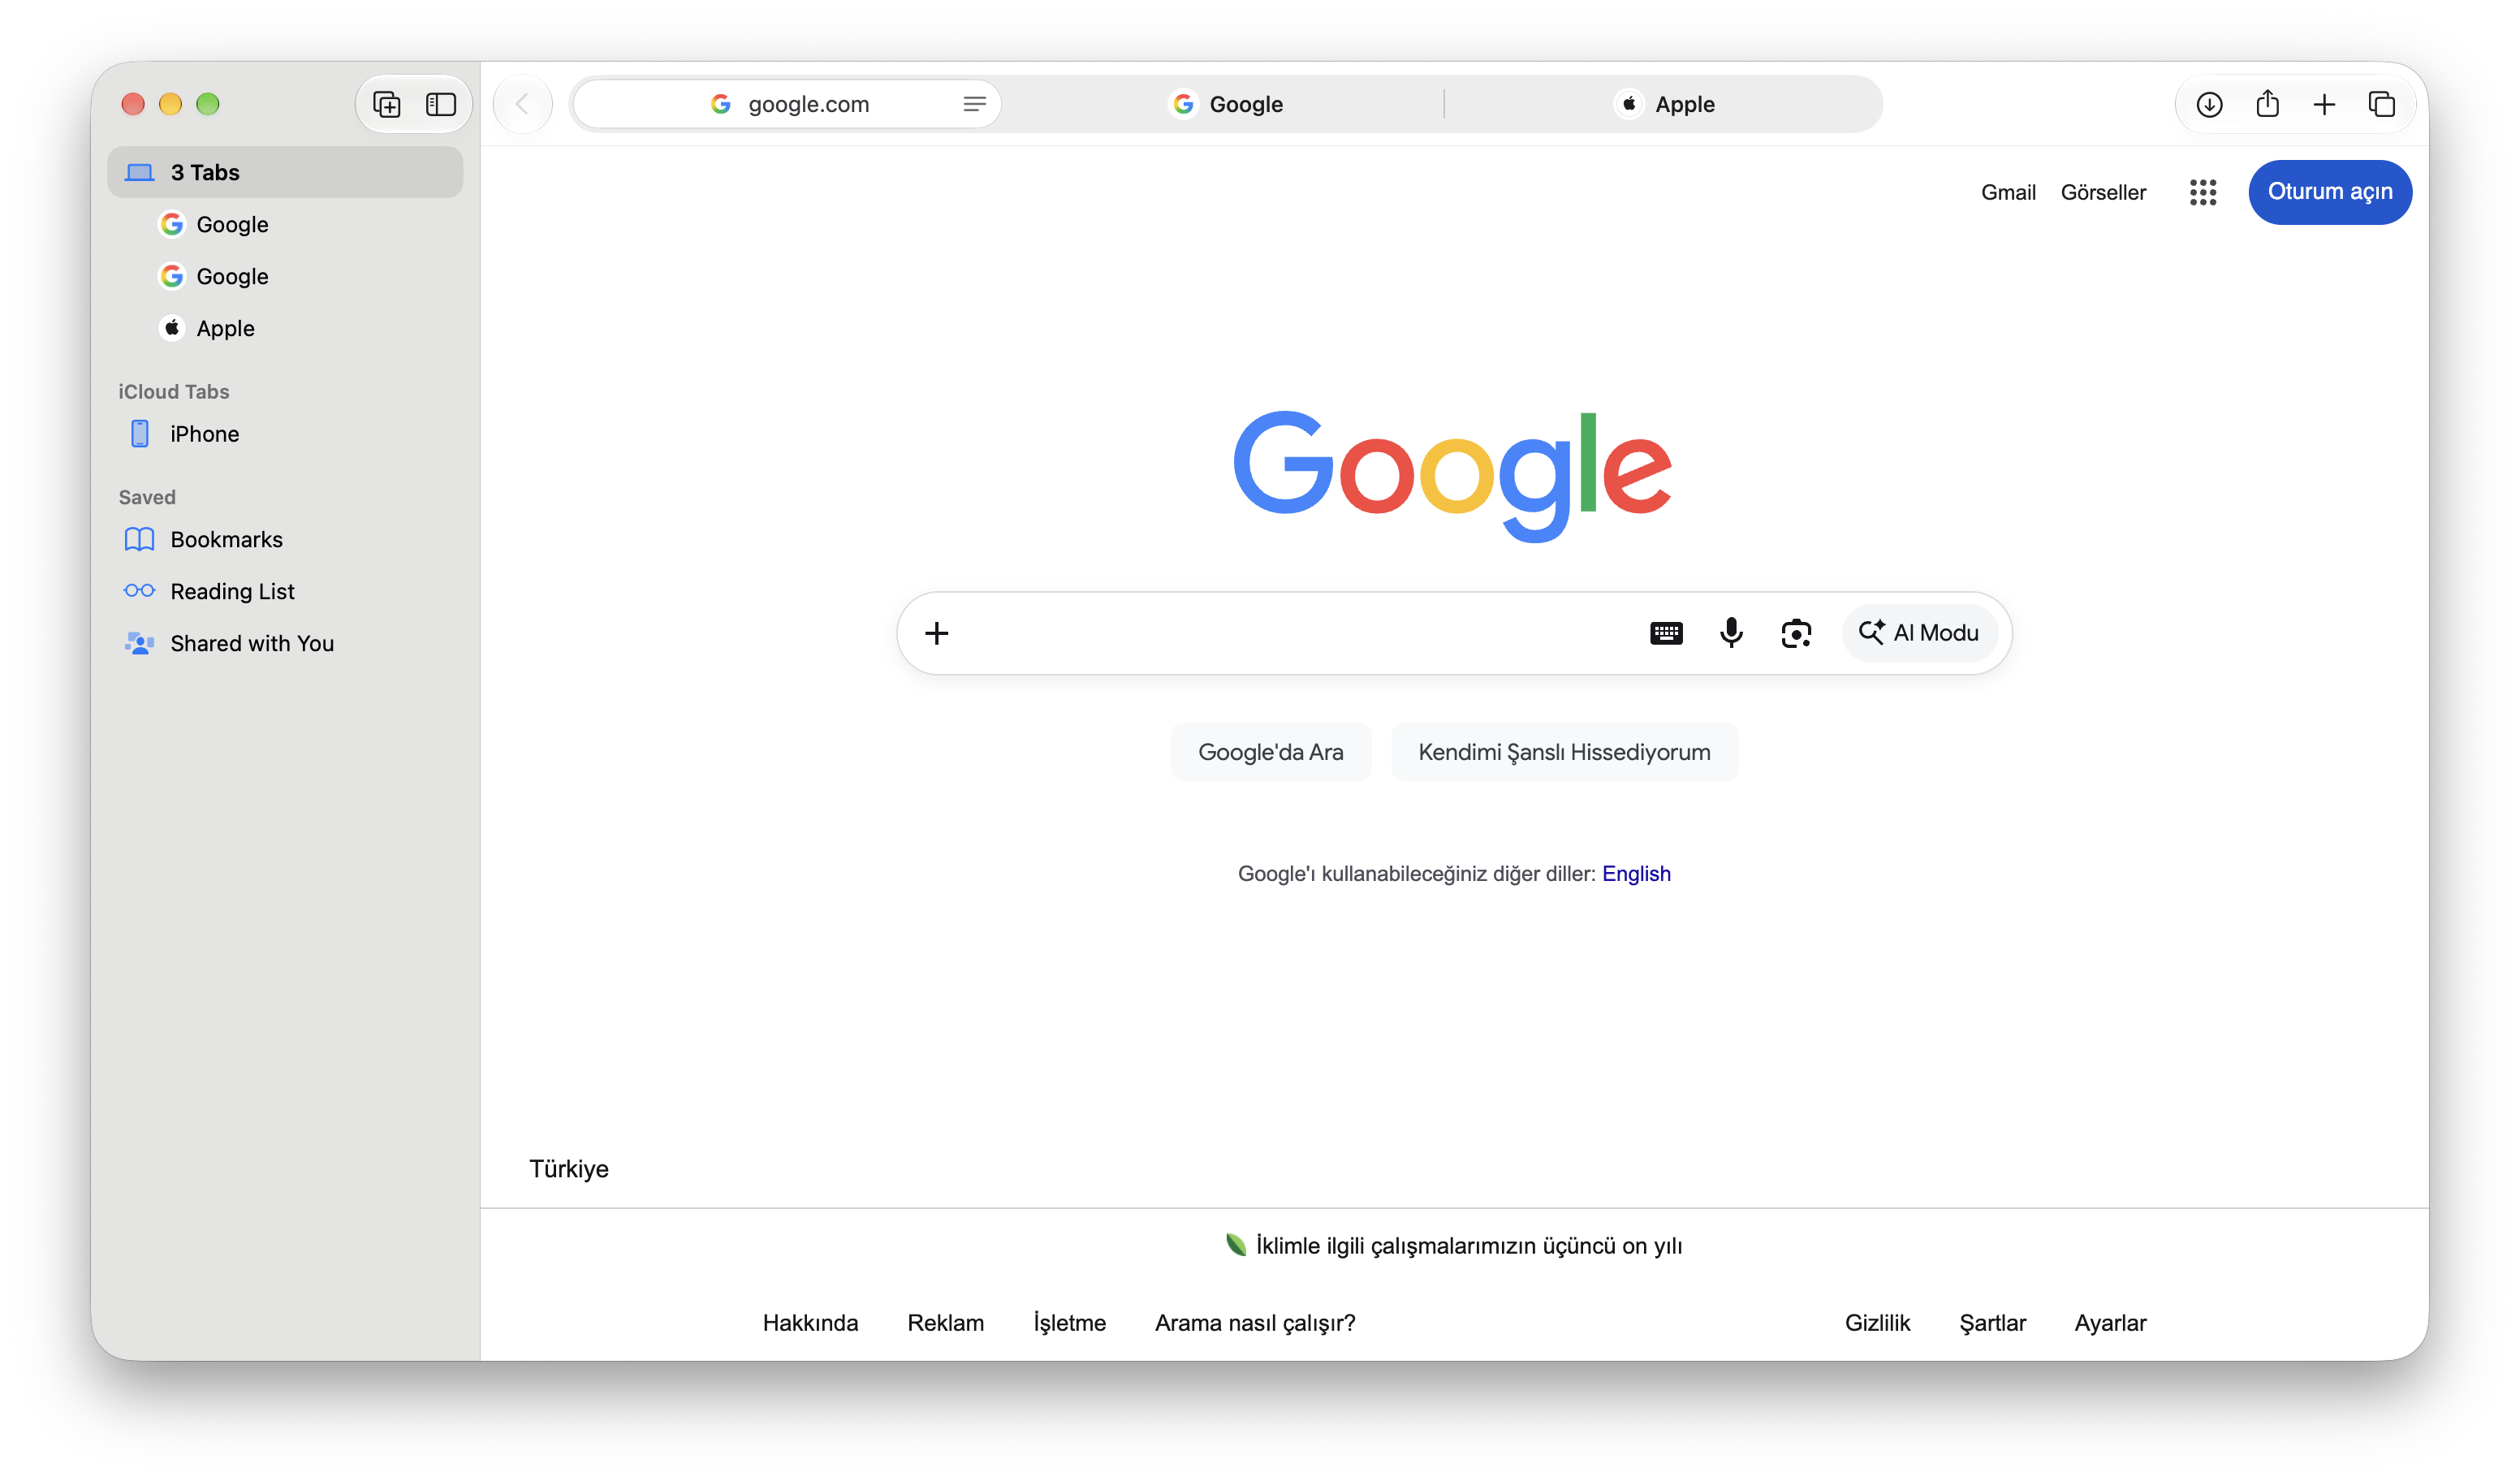 google.com
Google
Apple
3 Tabs
Google
Google
Apple
iCloud Tabs
iPhone
Saved
Bookmarks
Reading List
Shared with You
Gmail Görseller Oturum açın
Google
AI Modu
Google'da Ara Kendimi Şanslı Hissediyorum
Google'ı kullanabileceğiniz diğer diller: English
Türkiye
İklimle ilgili çalışmalarımızın üçüncü on yılı
Hakkında Reklam İşletme Arama nasıl çalışır? Gizlilik Şartlar Ayarlar